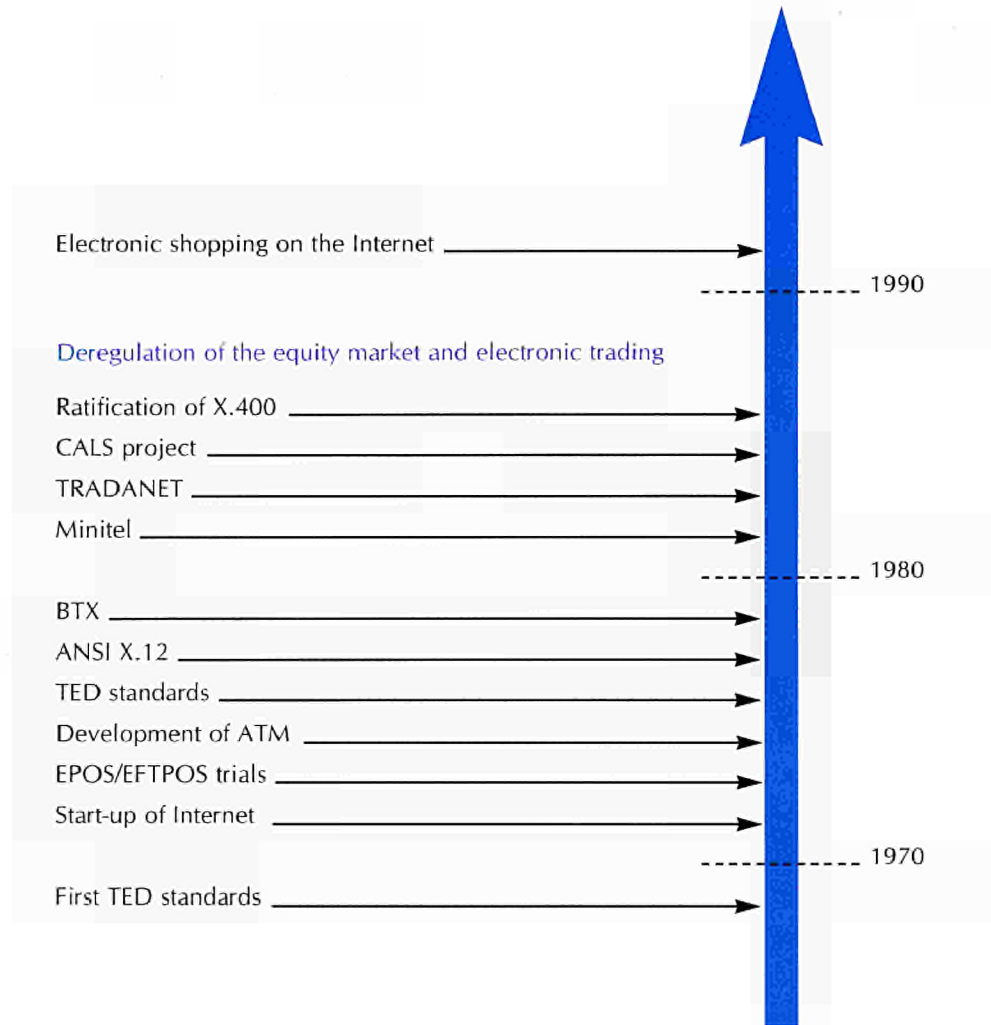 Electronic shopping on the Internet
1990
Deregulation of the equity market and electronic trading
Ratification of X.400
CALS project
TRADANET
Minitel
1980
BTX
ANSI X.12
TED standards
Development of ATM
EPOS/EFTPOS trials
Start-up of Internet
1970
First TED standards